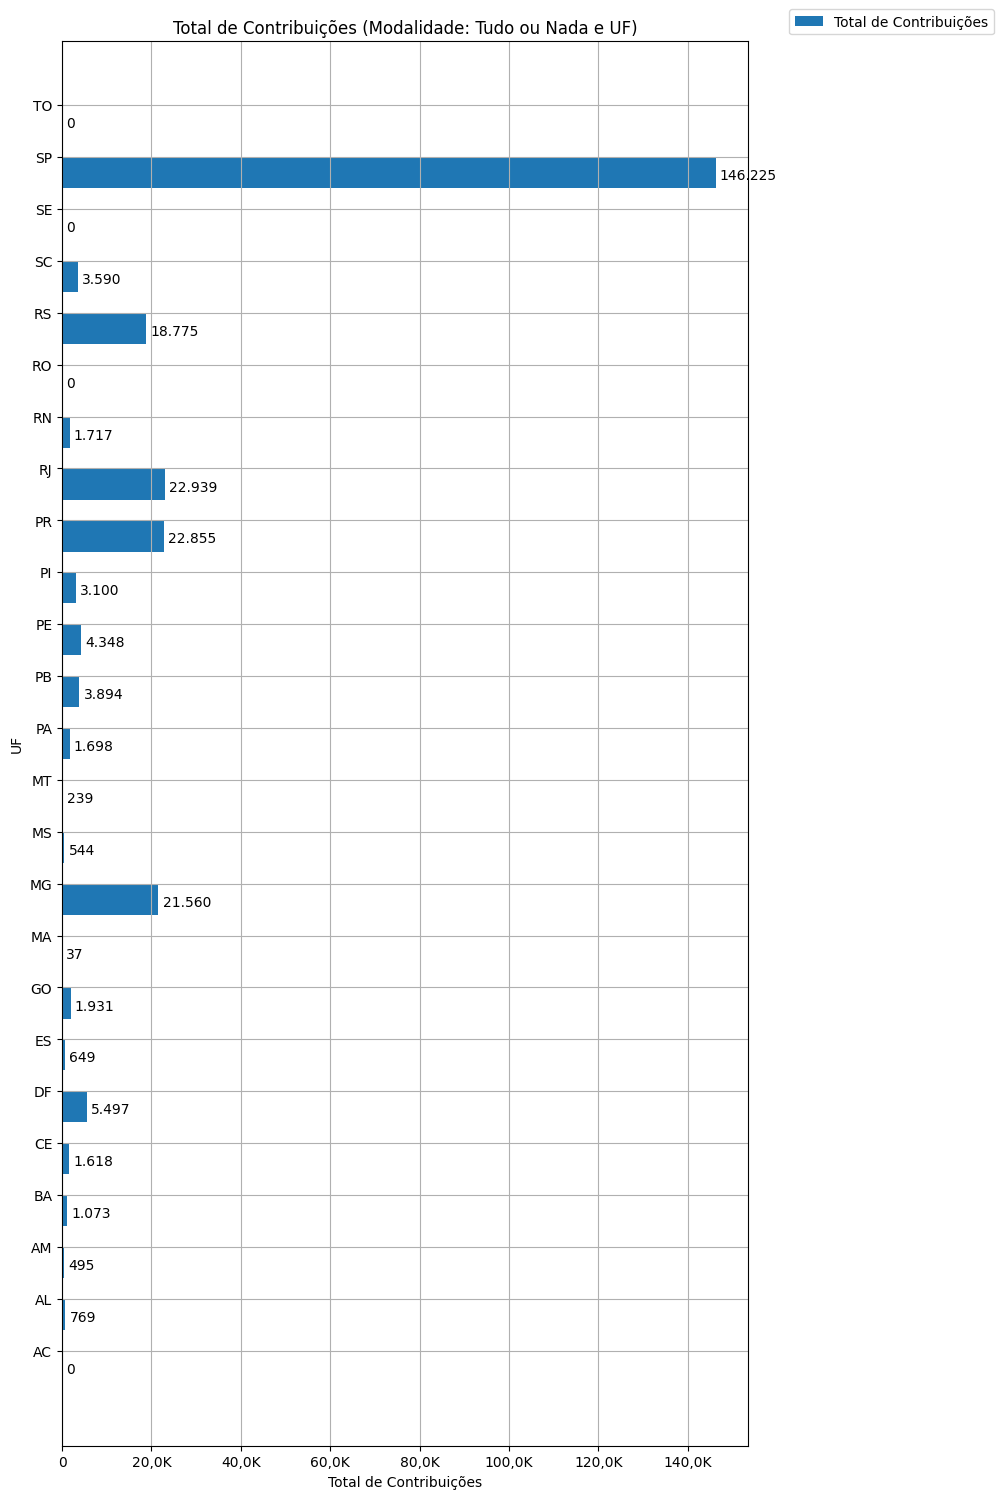 Total de Contribuições (Modalidade: Tudo ou Nada e UF)
Total de Contribuições
TO
0
SP
146.225
SE
0
SC
3.590
RS
18.775
RO
0
RN
1.717
RJ
22.939
PR
22.855
PI
3.100
PE
4.348
PB
3.894
PA
1.698
UF
MT
239
MS
544
MG
21.560
MA
37
GO
1.931
ES
649
DF
5.497
CE
1.618
BA
1.073
AM
495
AL
769
AC
0
0 20,0K 40,0K 60,0K 80,0K 100,0K 120,0K 140,0K
Total de Contribuições